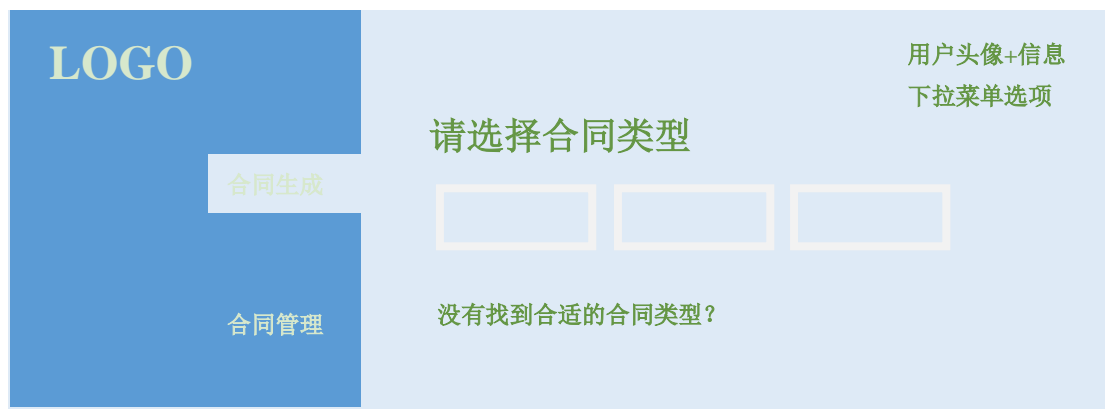 LOGO
用户头像+信息
下拉菜单选项
请选择合同类型
合同生成
没有找到合适的合同类型？
合同管理